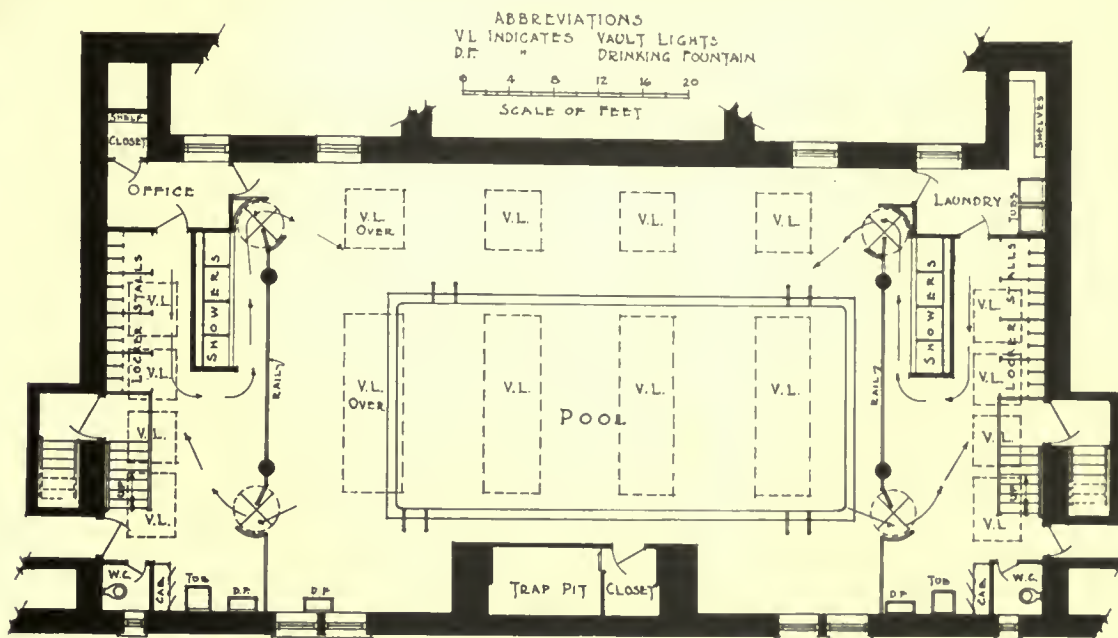 ABBREVIATIONS
V.L. INDICATES VAULT LIGHTS
D.F. " DRINKING FOUNTAIN
0 4 8 12 16 20
SCALE OF FEET
SHELF
CLOSET
OFFICE
V.L.
OVER
V.L.
V.L.
V.L.
SHELVES
LAUNDRY
TUBS
LOCKER STALLS
V.L.
V.L.
V.L.
V.L.
UP
SHOWERS
RAIL
V.L.
OVER
V.L.
V.L.
V.L.
POOL
RAIL
SHOWERS
LOCKER STALLS
V.L.
V.L.
V.L.
V.L.
UP
W.C.
CAB.
TUB
D.F.
D.F.
TRAP PIT
CLOSET
D.F.
TUB
CAB.
W.C.